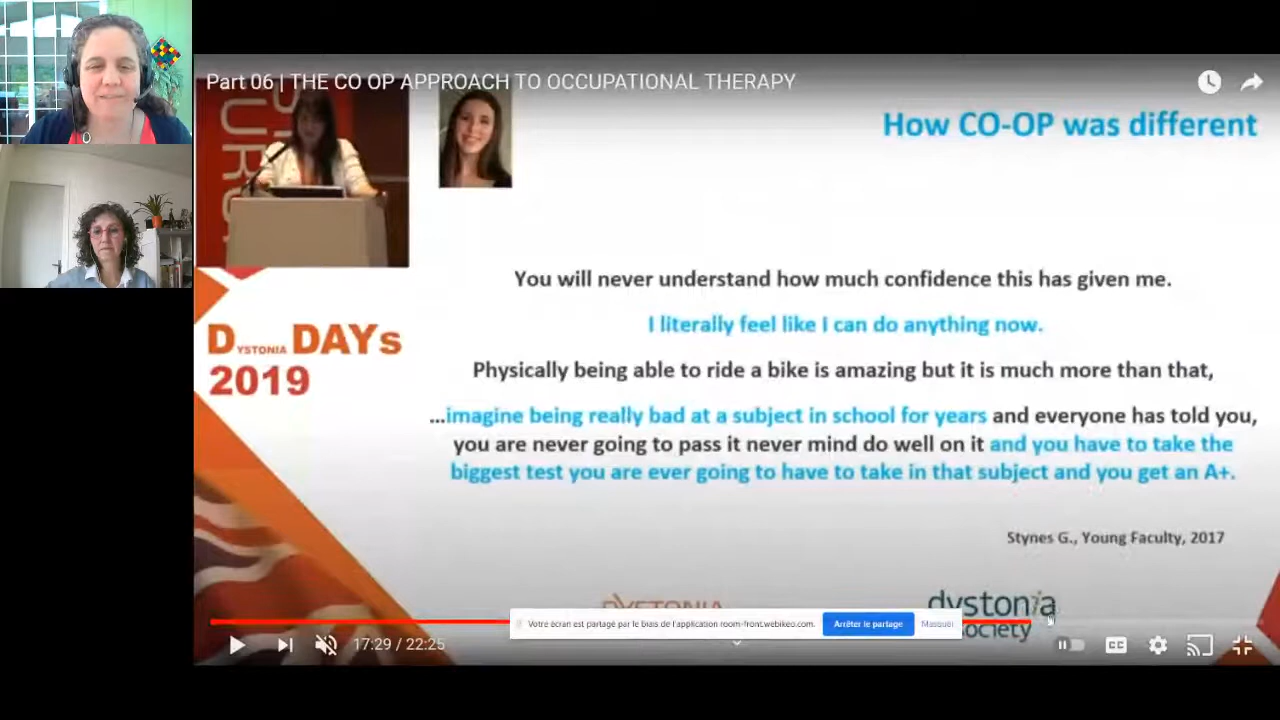 Part 06 | THE CO OP APPROACH TO OCCUPATIONAL THERAPY
How CO-OP was different
You will never understand how much confidence this has given me.
I literally feel like I can do anything now.
DYSTONIA DAYs
2019
Physically being able to ride a bike is amazing but it is much more than that,
...imagine being really bad at a subject in school for years and everyone has told you,
you are never going to pass it never mind do well on it and you have to take the
biggest test you are ever going to have to take in that subject and you get an A+.
Stynes G., Young Faculty, 2017
DYSTONIA
dystonia
society
Votre écran est partagé par le biais de l'application room-front.webikeo.com.
Arrêter le partage
Masquer
17:29 / 22:25
CC